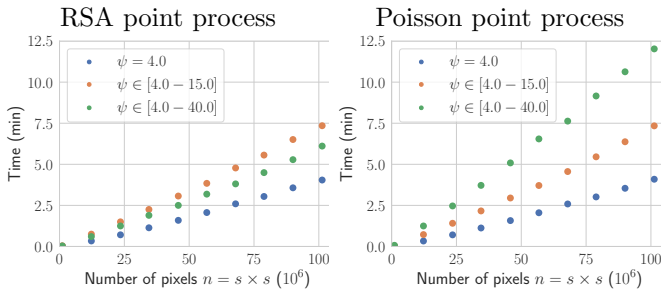 RSA point process
Poisson point process
12.5
10.0
7.5
5.0
2.5
0.0
Time (min)
ψ = 4.0
ψ ∈ [4.0 − 15.0]
ψ ∈ [4.0 − 40.0]
0 25 50 75 100
Number of pixels n = s × s (10⁶)
12.5
10.0
7.5
5.0
2.5
0.0
Time (min)
ψ = 4.0
ψ ∈ [4.0 − 15.0]
ψ ∈ [4.0 − 40.0]
0 25 50 75 100
Number of pixels n = s × s (10⁶)